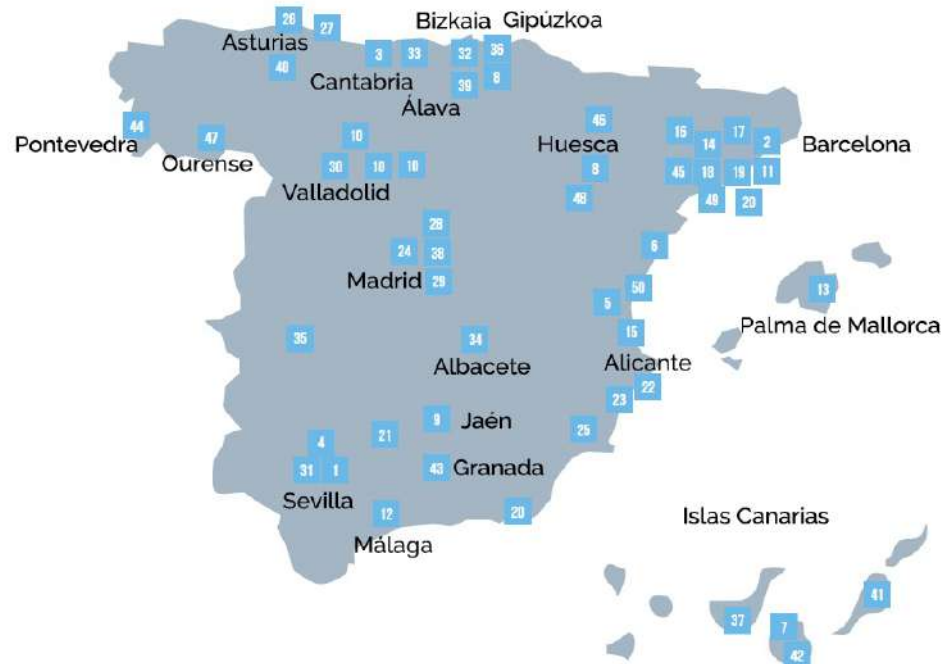 Bizkaia Gipúzkoa
26 27
Asturias
3 33 32 36
40
Cantabria
39 8
Álava
44
Pontevedra
47
Ourense
10
30 10 10
Valladolid
46
Huesca
8
48
16 14 17 2
Barcelona
45 18 19 11
49 20
28
24 38
Madrid 29
6
50
5
15
Alicante
22
23
25
13
Palma de Mallorca
35
34
Albacete
9 Jaén
21
4
31 1
Sevilla
43 Granada
12
Málaga
20
Islas Canarias
41
37 7
42